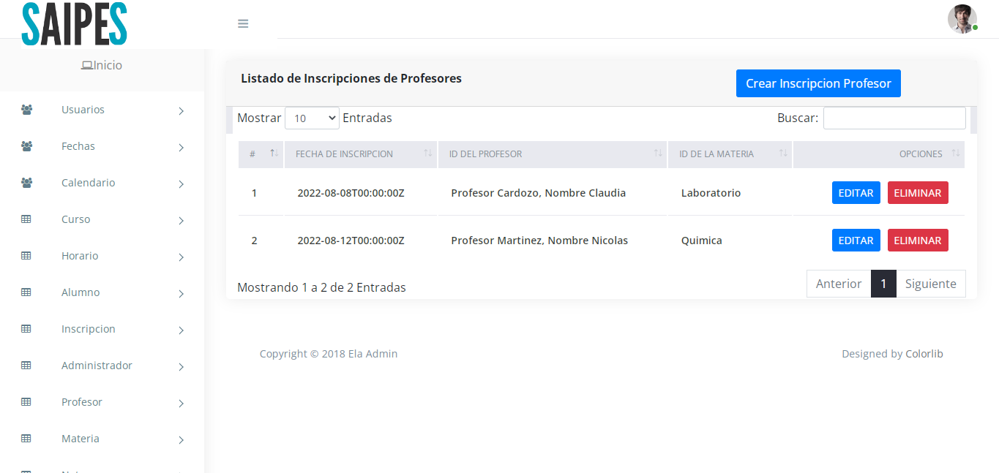 SAIPES
Inicio
Usuarios
Fechas
Calendario
Curso
Horario
Alumno
Inscripcion
Administrador
Profesor
Materia
Listado de Inscripciones de Profesores
Crear Inscripcion Profesor
Mostrar 10 Entradas Buscar:
# FECHA DE INSCRIPCION ID DEL PROFESOR ID DE LA MATERIA OPCIONES
1 2022-08-08T00:00:00Z Profesor Cardozo, Nombre Claudia Laboratorio EDITAR ELIMINAR
2 2022-08-12T00:00:00Z Profesor Martinez, Nombre Nicolas Quimica EDITAR ELIMINAR
Mostrando 1 a 2 de 2 Entradas Anterior 1 Siguiente
Copyright © 2018 Ela Admin Designed by Colorlib